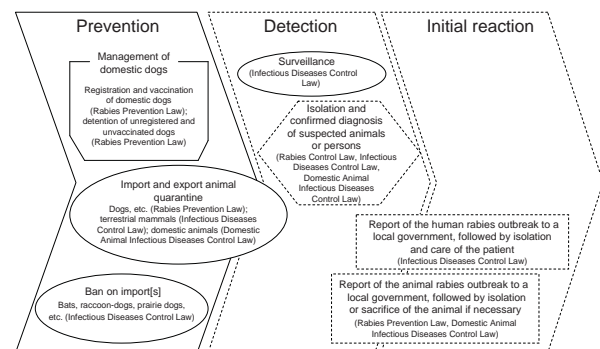 Prevention
Management of
domestic dogs
Registration and vaccination
of domestic dogs
(Rabies Prevention Law);
detention of unregistered and
unvaccinated dogs
(Rabies Prevention Law)
Import and export animal
quarantine
Dogs, etc. (Rabies Prevention Law);
terrestrial mammals (Infectious Diseases
Control Law); domestic animals (Domestic
Animal Infectious Diseases Control Law)
Ban on import[s]
Bats, raccoon-dogs, prairie dogs,
etc. (Infectious Diseases Control Law)
Detection
Surveillance
(Infectious Diseases Control
Law)
Isolation and
confirmed diagnosis
of suspected animals
or persons
(Rabies Control Law, Infectious
Diseases Control Law,
Domestic Animal
Infectious Diseases
Control Law)
Initial reaction
Report of the human rabies outbreak to a
local government, followed by isolation
and care of the patient
(Infectious Diseases Control Law)
Report of the animal rabies outbreak to a
local government, followed by isolation
or sacrifice of the animal if necessary
(Rabies Prevention Law, Domestic Animal
Infectious Diseases Control Law)